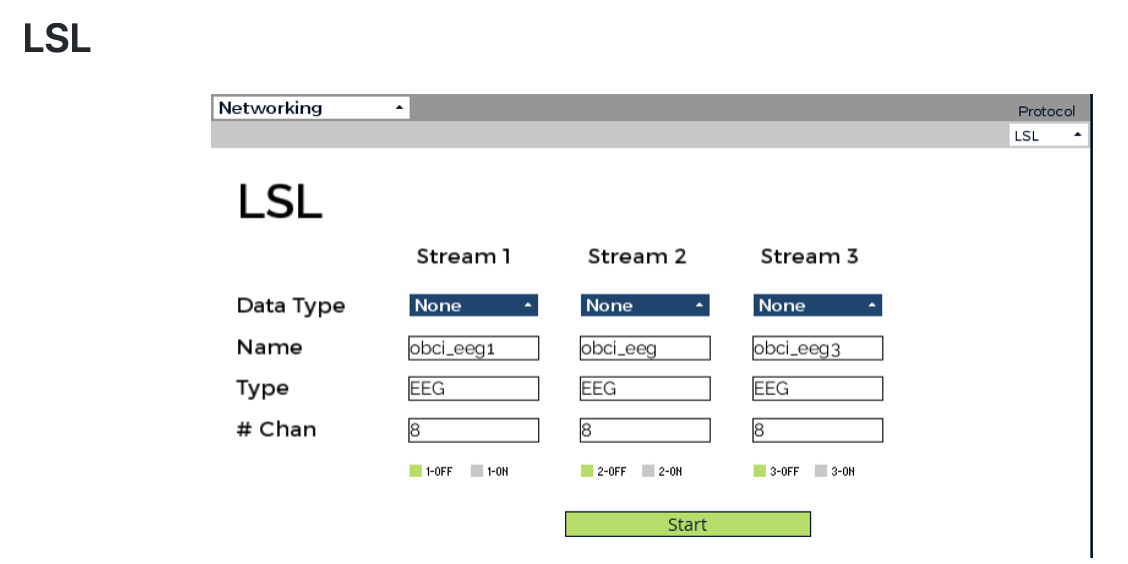 LSL
Networking
Protocol
LSL
LSL
Stream 1 Stream 2 Stream 3
Data Type None None None
Name obci_eeg1 obci_eeg obci_eeg3
Type EEG EEG EEG
# Chan 8 8 8
1-OFF 1-ON 2-OFF 2-ON 3-OFF 3-ON
Start